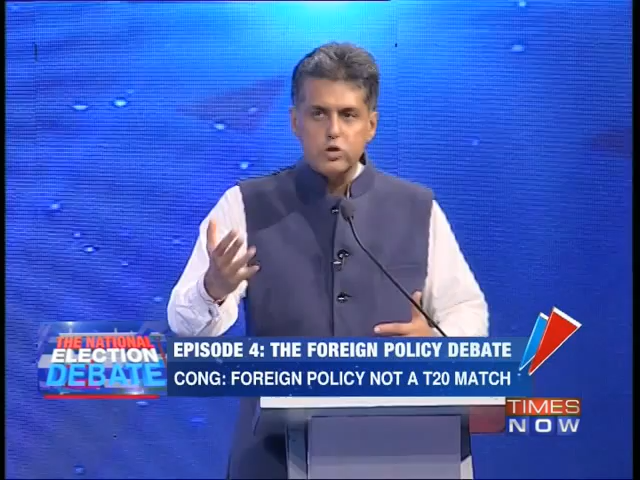 THE NATIONAL
ELECTION
DEBATE
EPISODE 4: THE FOREIGN POLICY DEBATE
CONG: FOREIGN POLICY NOT A T20 MATCH
TIMES
NOW